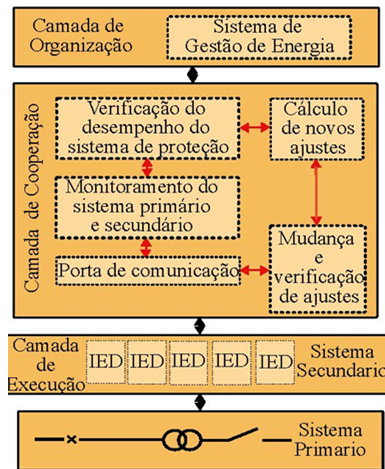 Camada de
Organização
Sistema de
Gestão de Energia
Camada de Cooperação
Verificação do
desempenho do
sistema de proteção
Cálculo
de novos
ajustes
Monitoramento do
sistema primário
e secundário
Mudança
e
verificação
de ajustes
Porta de comunicação
Camada
de
Execução
IED IED IED IED IED
Sistema
Secundario
Sistema
Primario